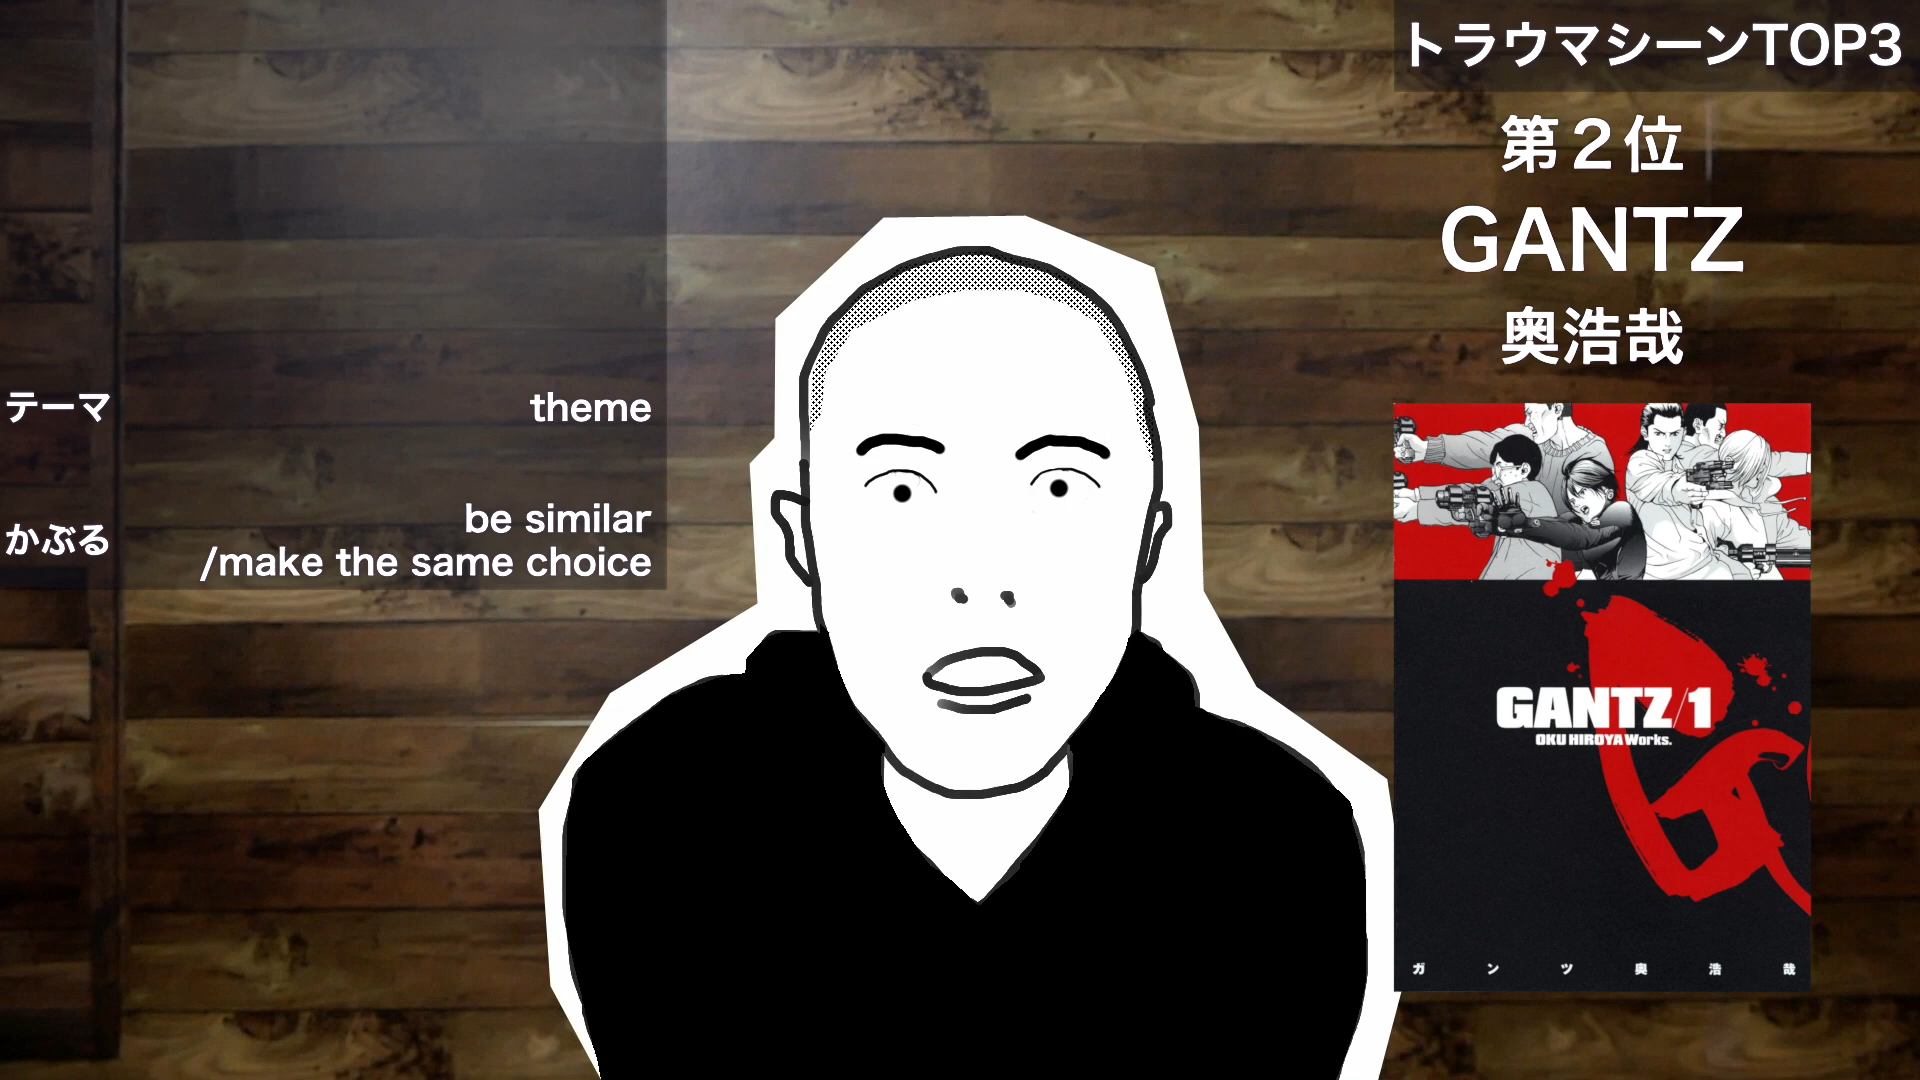 トラウマシーンTOP3
第２位
GANTZ
奥浩哉
テーマ
theme
かぶる
be similar
/make the same choice
GANTZ/1
OKU HIROYA Works.
ガンツ奥浩哉